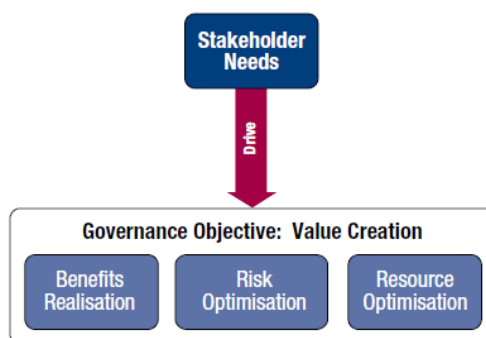 Stakeholder
Needs
Drive
Governance Objective: Value Creation
Benefits
Realisation
Risk
Optimisation
Resource
Optimisation